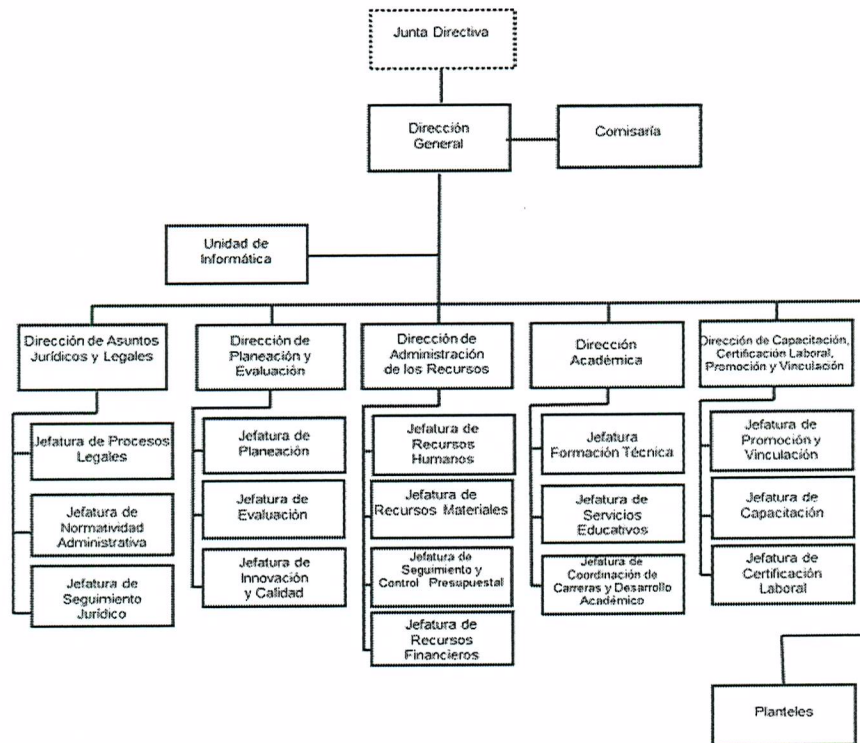 Junta Directiva
Dirección
General
Comisaría
Unidad de
Informática
Dirección de Asuntos
Jurídicos y Legales
Dirección de
Planeación y
Evaluación
Dirección de
Administración
de los Recursos
Dirección
Académica
Dirección de Capacitación,
Certificación Laboral,
Promoción y Vinculación
Jefatura de Procesos
Legales
Jefatura de
Normatividad
Administrativa
Jefatura de
Seguimiento
Jurídico
Jefatura de
Planeación
Jefatura de
Evaluación
Jefatura de
Innovación
y Calidad
Jefatura de
Recursos
Humanos
Jefatura de
Recursos Materiales
Jefatura de
Seguimiento y
Control Presupuestal
Jefatura de
Recursos
Financieros
Jefatura
Formación Técnica
Jefatura de
Servicios
Educativos
Jefatura de
Coordinación de
Carreras y Desarrollo
Académico
Jefatura de
Promoción y
Vinculación
Jefatura de
Capacitación
Jefatura de
Certificación
Laboral
Planteles